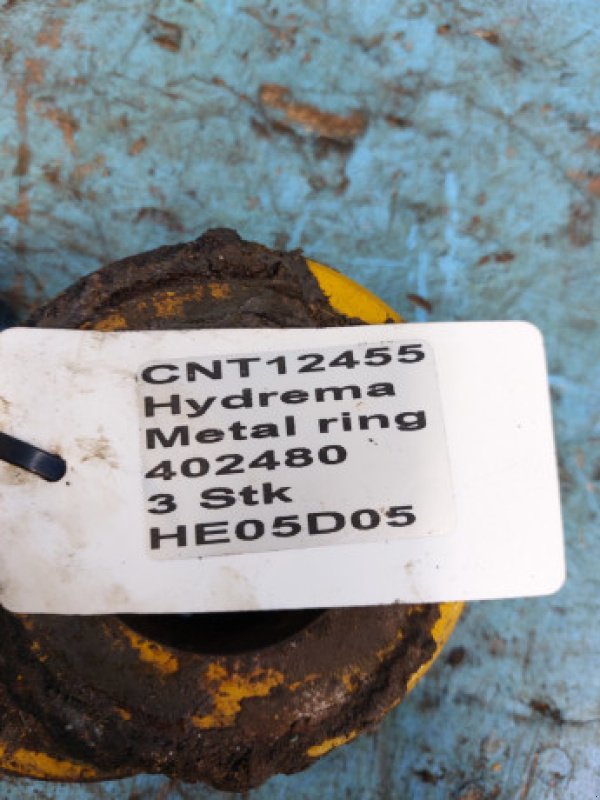 CNT12455
Hydrema
Metal ring
402480
3 Stk
HE05D05